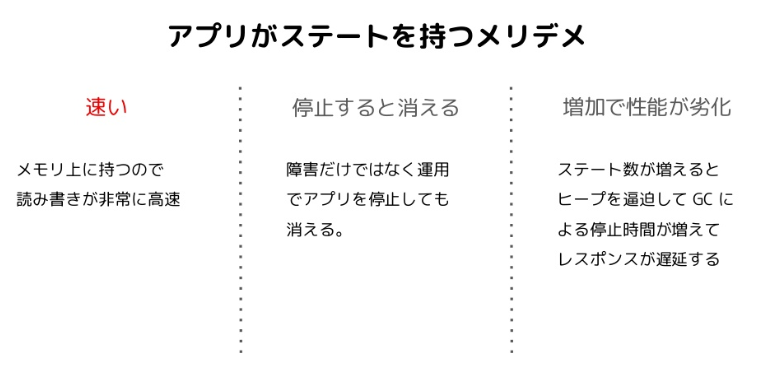 アプリがステートを持つメリデメ
速い
メモリ上に持つので
読み書きが非常に高速
停止すると消える
障害だけではなく運用
でアプリを停止しても
消える。
増加で性能が劣化
ステート数が増えると
ヒープを逼迫して GC に
よる停止時間が増えて
レスポンスが遅延する